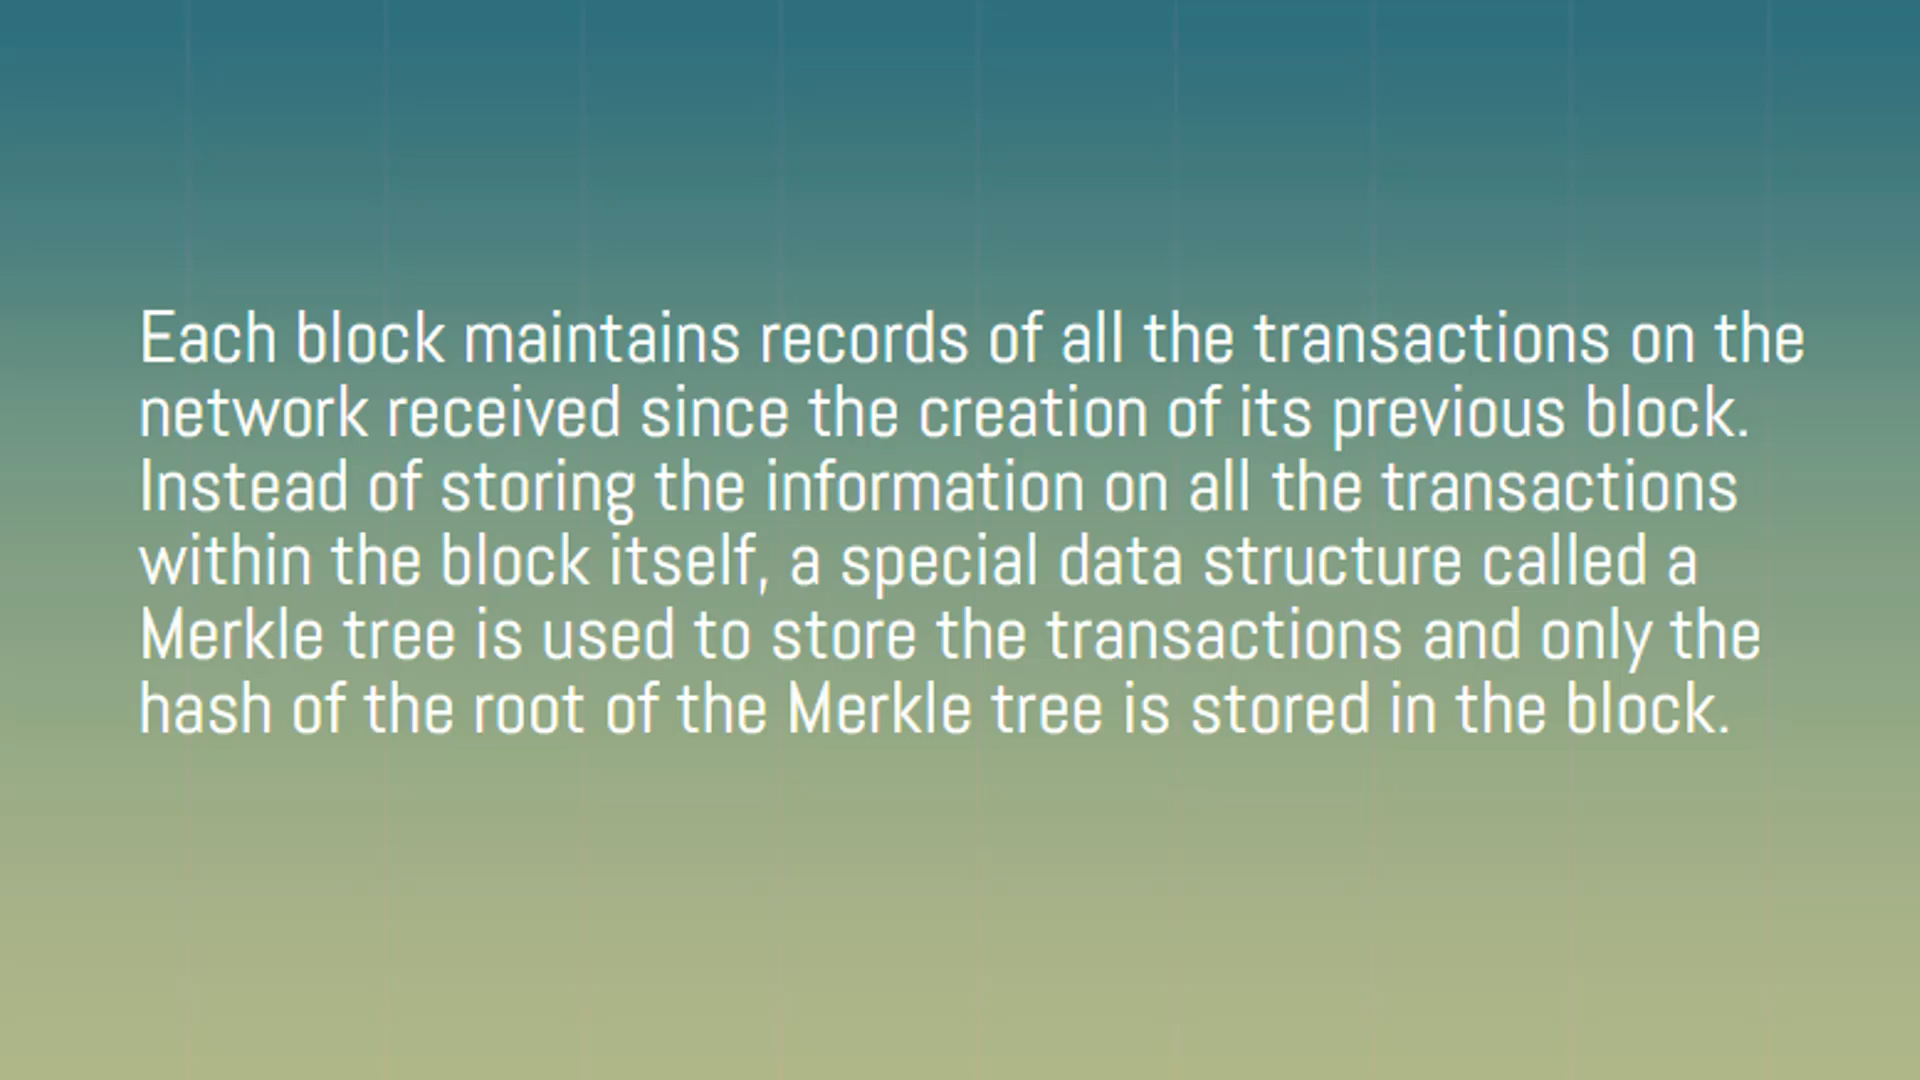 Each block maintains records of all the transactions on the
network received since the creation of its previous block.
Instead of storing the information on all the transactions
within the block itself, a special data structure called a
Merkle tree is used to store the transactions and only the
hash of the root of the Merkle tree is stored in the block.